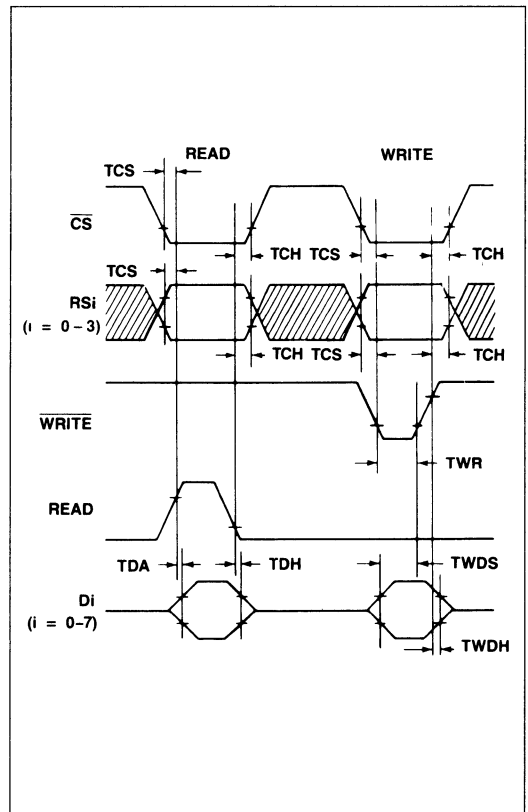 READ WRITE
TCS
CS
TCH TCS TCH
TCS
RSi
(ı = 0 – 3)
TCH TCS TCH
WRITE
TWR
READ
TDA TDH TWDS
Di
(i = 0–7)
TWDH